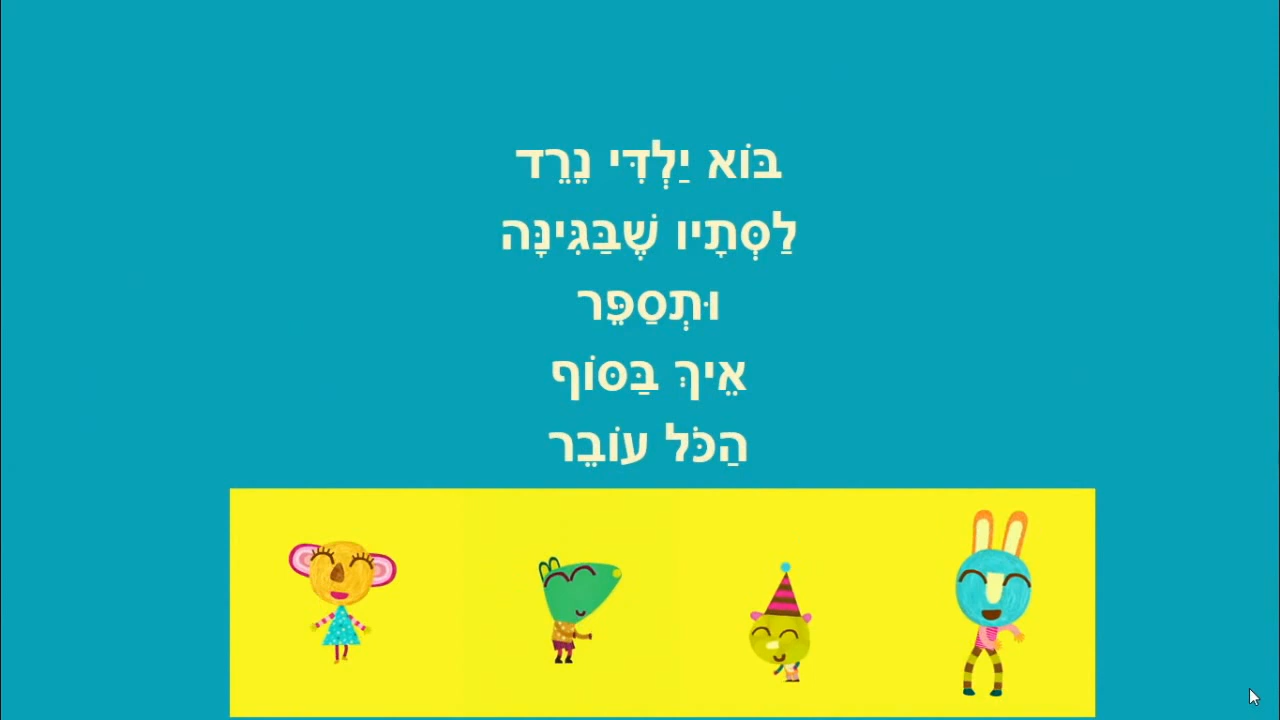 בּוֹא יַלְדִּי נֵרֵד
לַסְּתָיו שֶׁבַּגִּינָּה
וּתְסַפֵּר
אֵיךְ בַּסּוֹף
הַכֹּל עוֹבֵר